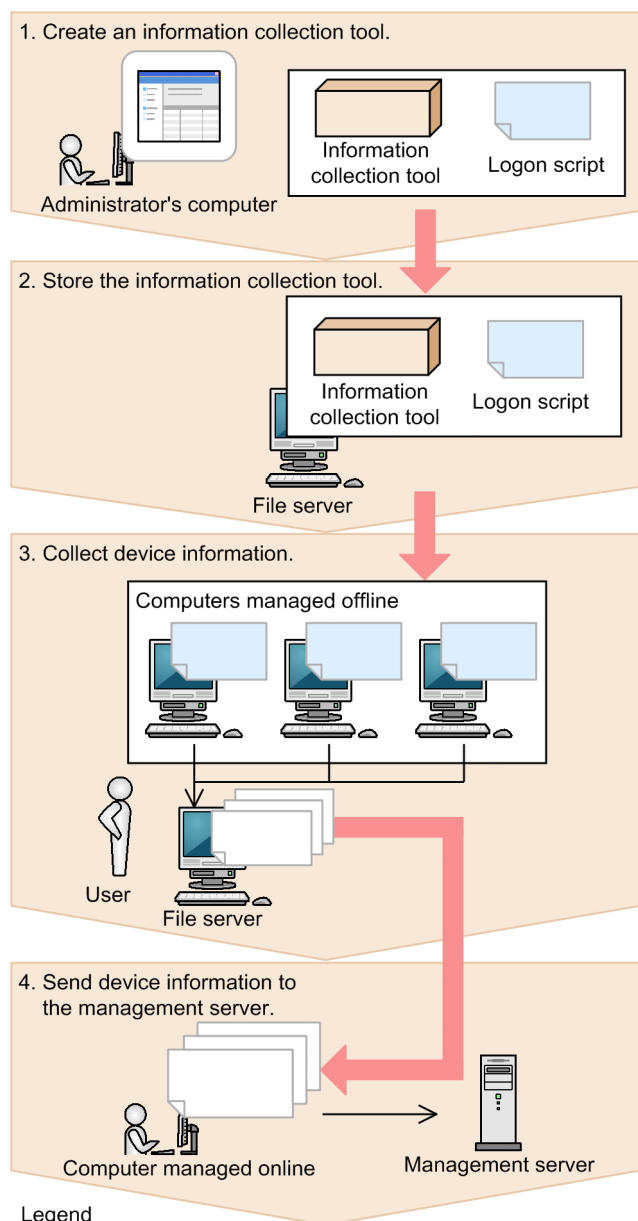 1. Create an information collection tool.
Information
collection tool
Logon script
Administrator's computer
2. Store the information collection tool.
Information
collection tool
Logon script
File server
3. Collect device information.
Computers managed offline
User
File server
4. Send device information to
the management server.
Computer managed online
Management server
Legend